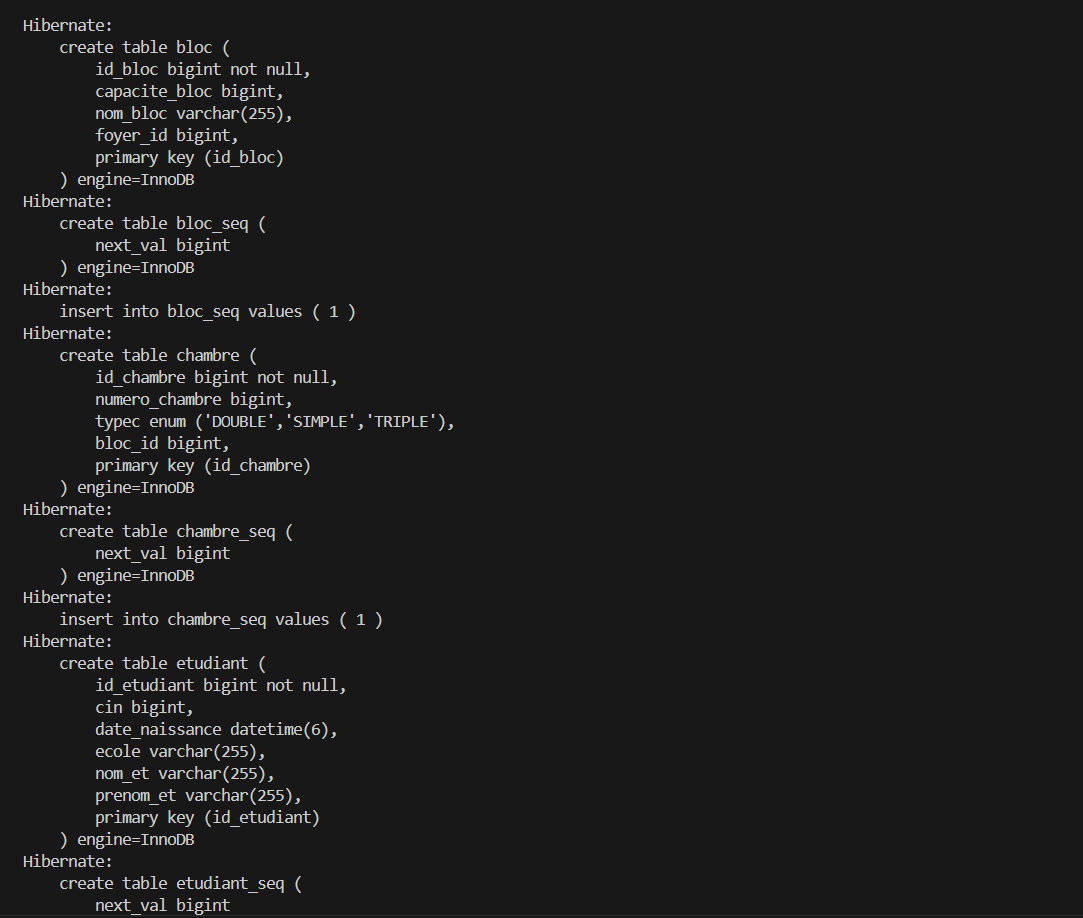 Hibernate:
    create table bloc (
        id_bloc bigint not null,
        capacite_bloc bigint,
        nom_bloc varchar(255),
        foyer_id bigint,
        primary key (id_bloc)
    ) engine=InnoDB
Hibernate:
    create table bloc_seq (
        next_val bigint
    ) engine=InnoDB
Hibernate:
    insert into bloc_seq values ( 1 )
Hibernate:
    create table chambre (
        id_chambre bigint not null,
        numero_chambre bigint,
        typec enum ('DOUBLE','SIMPLE','TRIPLE'),
        bloc_id bigint,
        primary key (id_chambre)
    ) engine=InnoDB
Hibernate:
    create table chambre_seq (
        next_val bigint
    ) engine=InnoDB
Hibernate:
    insert into chambre_seq values ( 1 )
Hibernate:
    create table etudiant (
        id_etudiant bigint not null,
        cin bigint,
        date_naissance datetime(6),
        ecole varchar(255),
        nom_et varchar(255),
        prenom_et varchar(255),
        primary key (id_etudiant)
    ) engine=InnoDB
Hibernate:
    create table etudiant_seq (
        next_val bigint